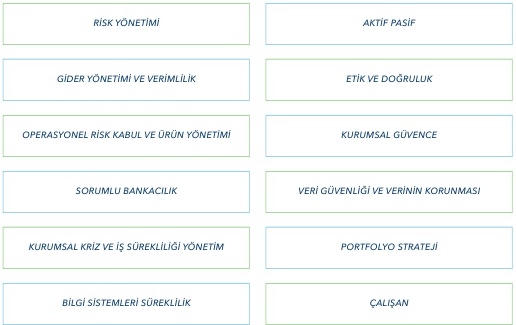 RİSK YÖNETİMİ
AKTİF PASİF
GİDER YÖNETİMİ VE VERİMLİLİK
ETİK VE DOĞRULUK
OPERASYONEL RİSK KABUL VE ÜRÜN YÖNETİMİ
KURUMSAL GÜVENCE
SORUMLU BANKACILIK
VERİ GÜVENLİĞİ VE VERİNİN KORUNMASI
KURUMSAL KRİZ VE İŞ SÜREKLİLİĞİ YÖNETİM
PORTFOLYO STRATEJİ
BİLGİ SİSTEMLERİ SÜREKLİLİK
ÇALIŞAN